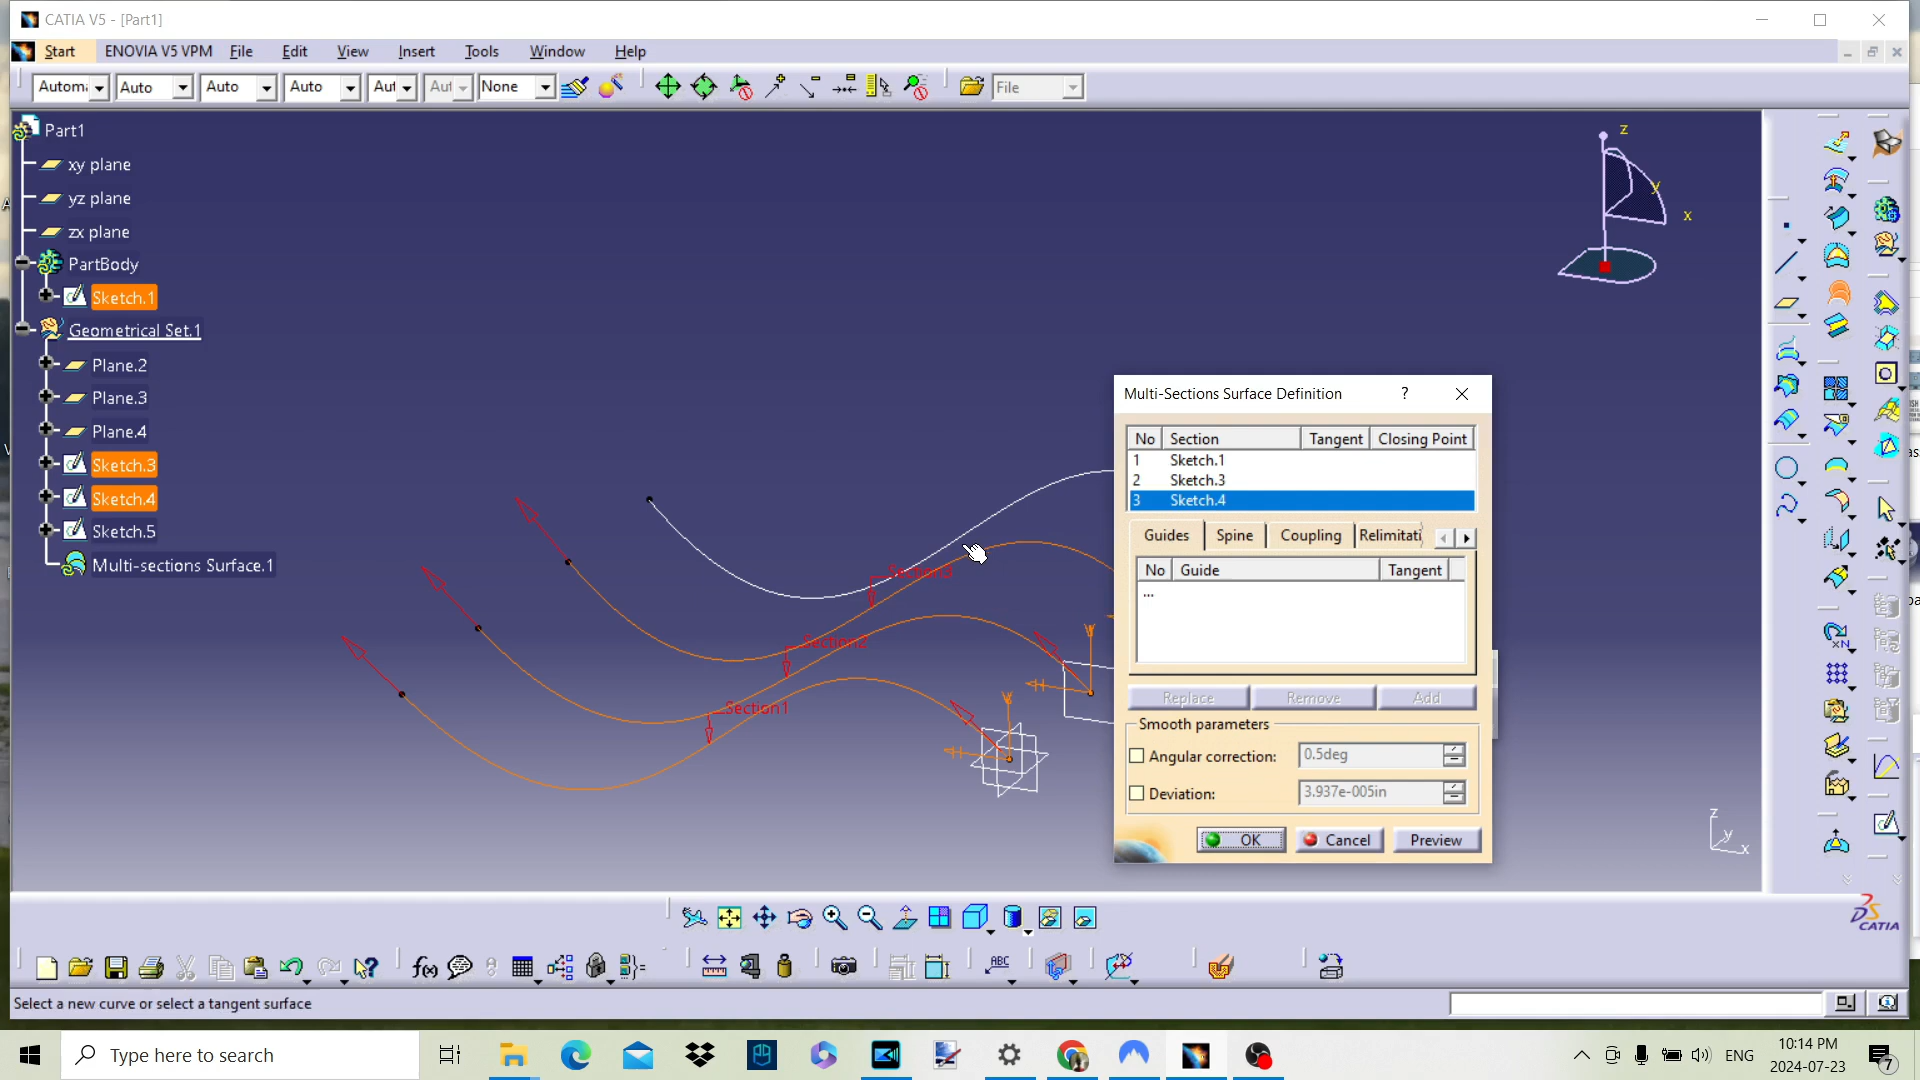 CATIA V5 - [Part1]
Start ENOVIA V5 VPM File Edit View Insert Tools Window Help
Auto Auto Auto None File
Part1
xy plane
yz plane
zx plane
PartBody
Sketch.1
Geometrical Set.1
Plane.2
Plane.3
Plane.4
Sketch.3
Sketch.4
Sketch.5
Multi-sections Surface.1
z
y
x
Section3
Section2
Section1
V
H
V
H
Multi-Sections Surface Definition ?
No Section Tangent Closing Point
1 Sketch.1
2 Sketch.3
3 Sketch.4
Guides Spine Coupling Relimitati
No Guide Tangent
...
Replace Remove Add
Smooth parameters
Angular correction: 0.5deg
Deviation: 3.937e-005in
OK Cancel Preview
z
y
x
DS
CATIA
f(x) ABC
Select a new curve or select a tangent surface
Type here to search
ENG
10:14 PM
2024-07-23
7